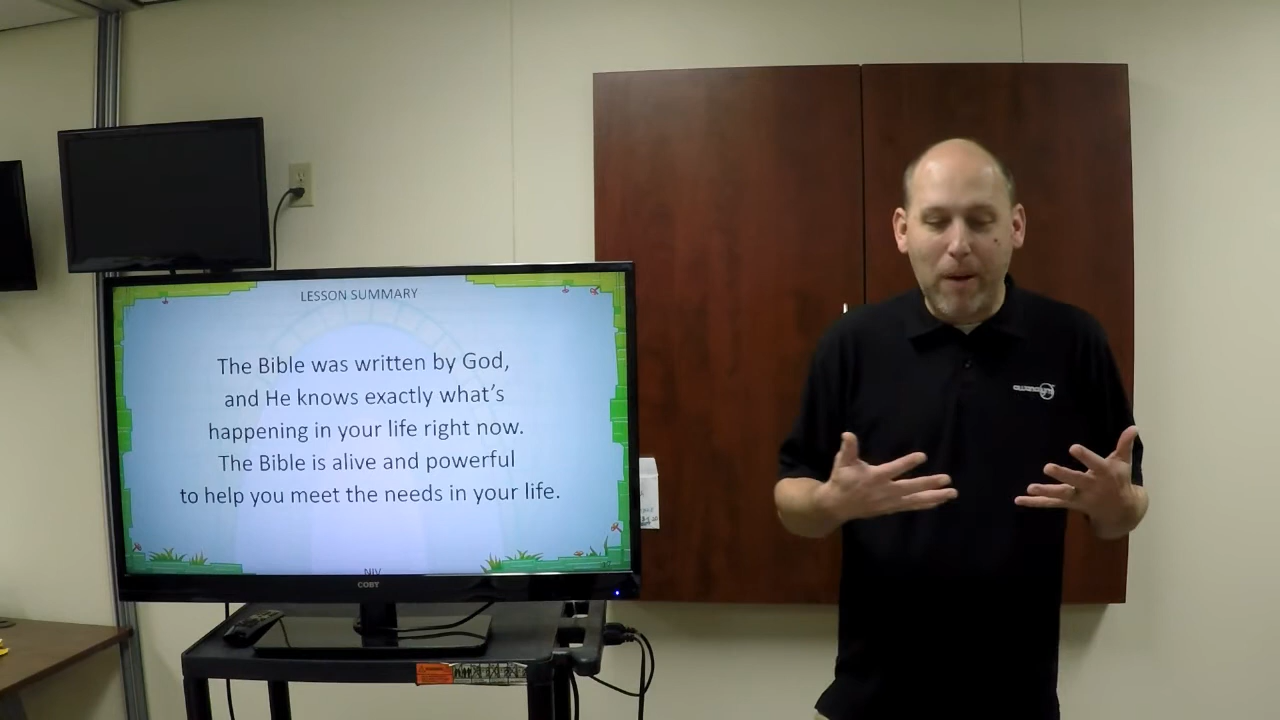 LESSON SUMMARY
The Bible was written by God,
and He knows exactly what's
happening in your life right now.
The Bible is alive and powerful
to help you meet the needs in your life.
NIV
COBY